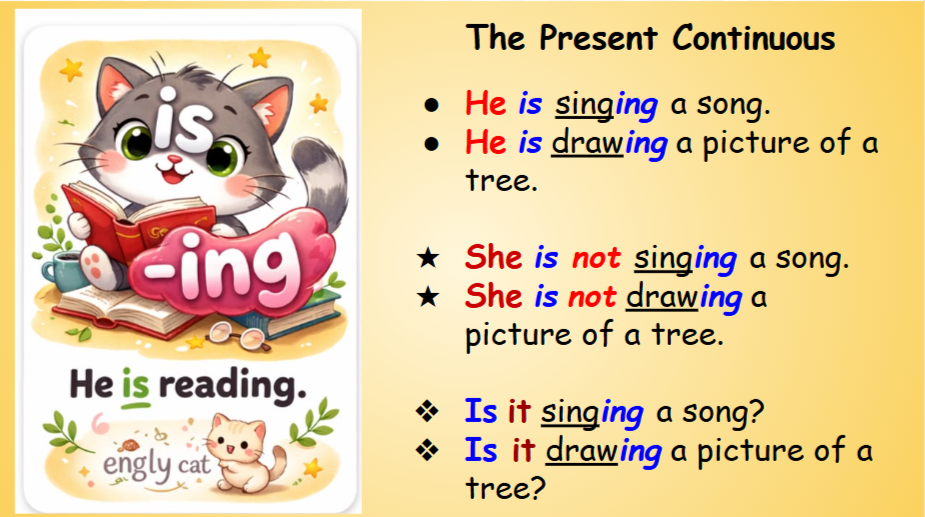 is
-ing
He is reading.
engly cat
The Present Continuous
● He is singing a song.
● He is drawing a picture of a
tree.
★ She is not singing a song.
★ She is not drawing a
picture of a tree.
❖ Is it singing a song?
❖ Is it drawing a picture of a
tree?